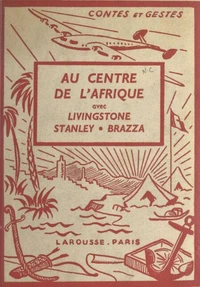 CONTES ET GESTES
AU CENTRE
DE L'AFRIQUE
avec
LIVINGSTONE
STANLEY • BRAZZA
LAROUSSE - PARIS